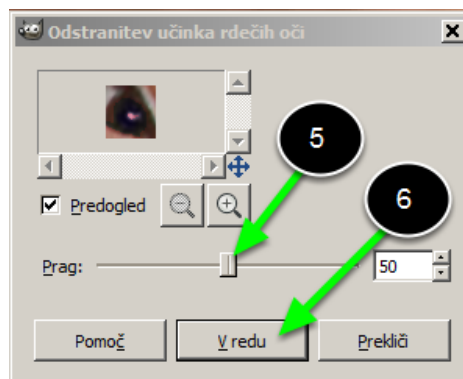 Odstranitev učinka rdečih oči
5
Predogled
6
Prag: 50
Pomoč V redu Prekliči